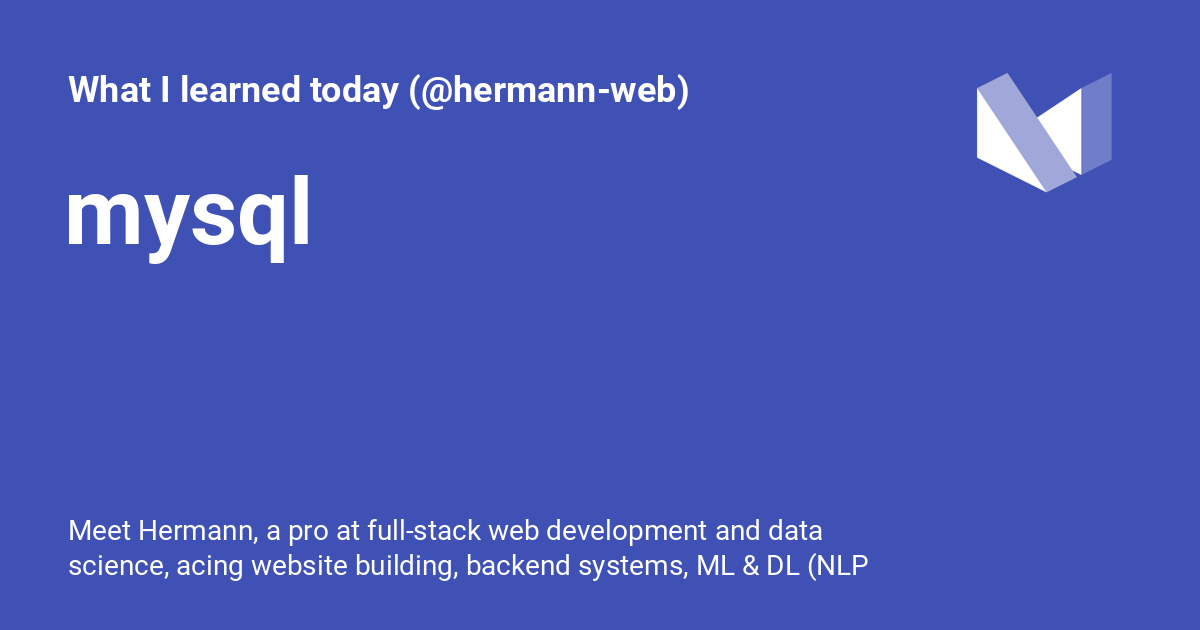 What I learned today (@hermann-web)
mysql
Meet Hermann, a pro at full-stack web development and data
science, acing website building, backend systems, ML & DL (NLP